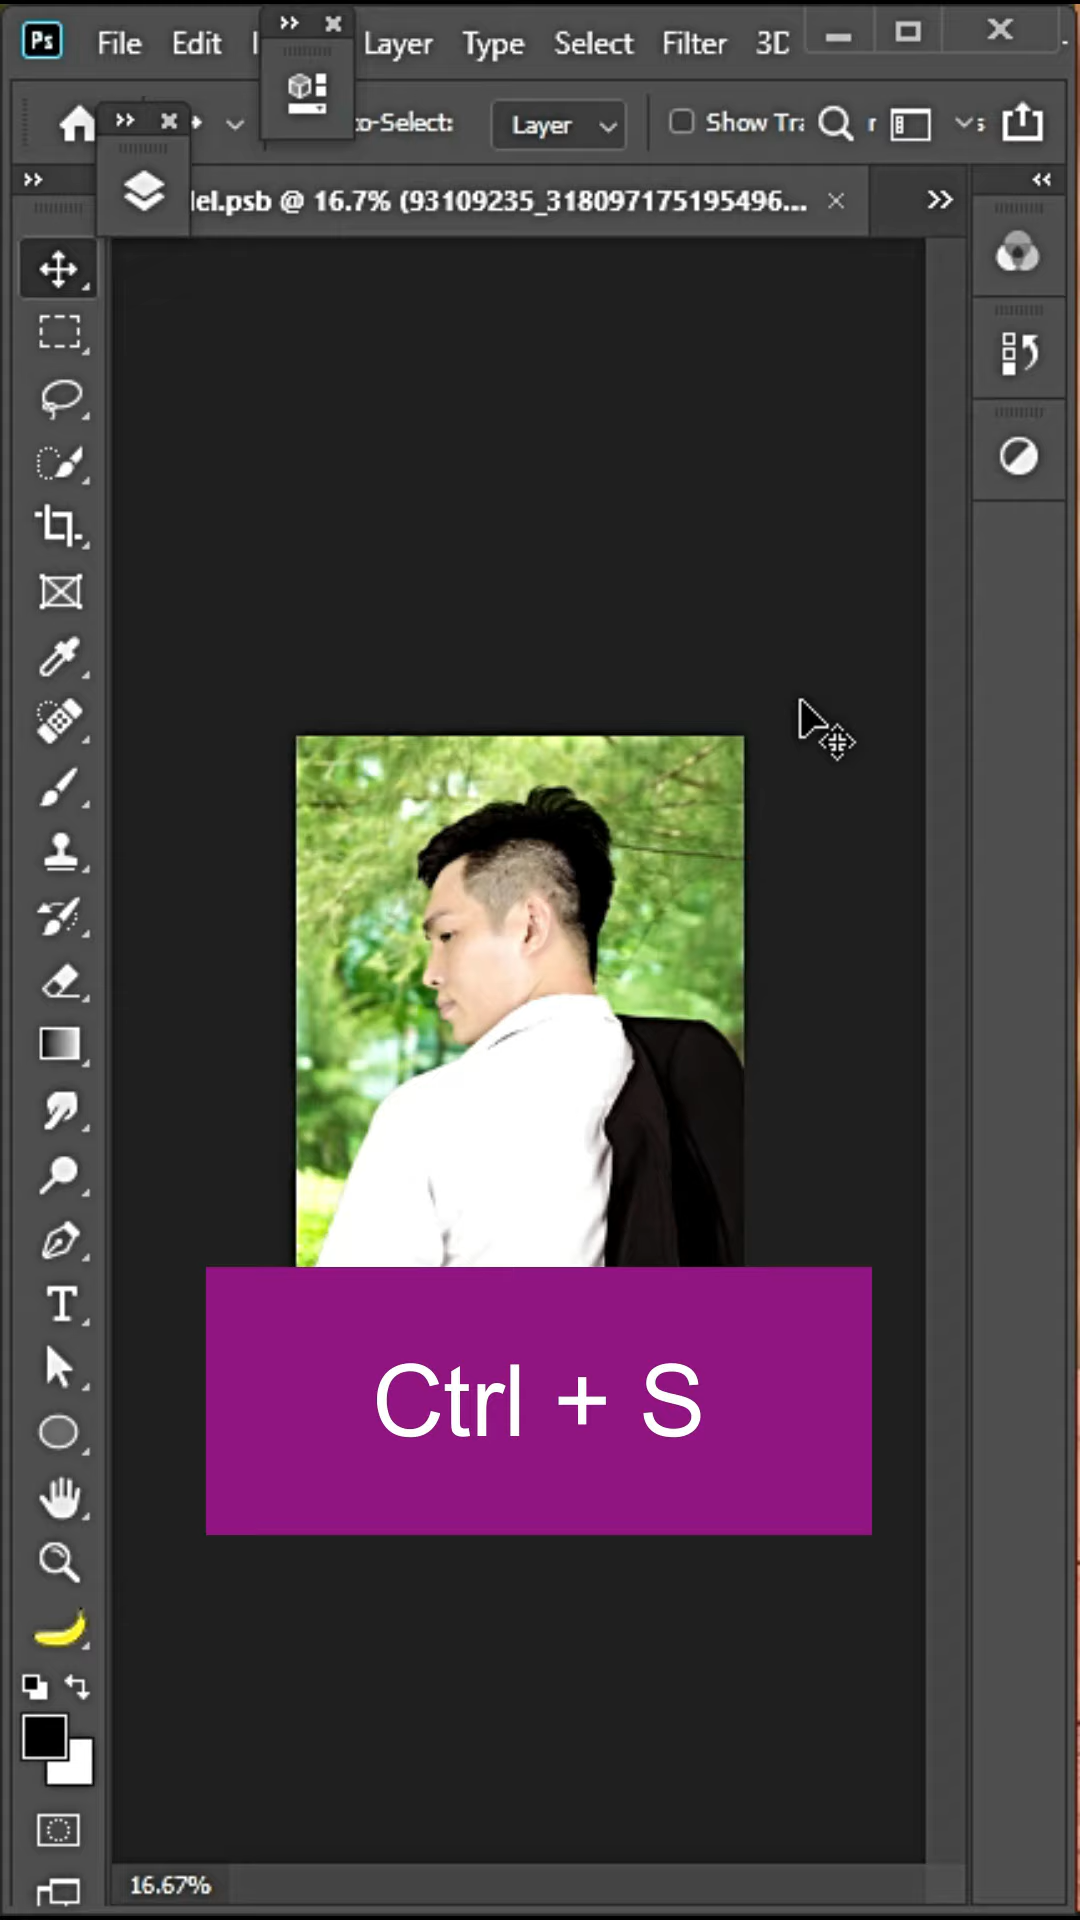 Ps File Edit Layer Type Select Filter 3D
o-Select: Layer Show Tra
lel.psb @ 16.7% (93109235_318097175195496...
T
Ctrl + S
16.67%